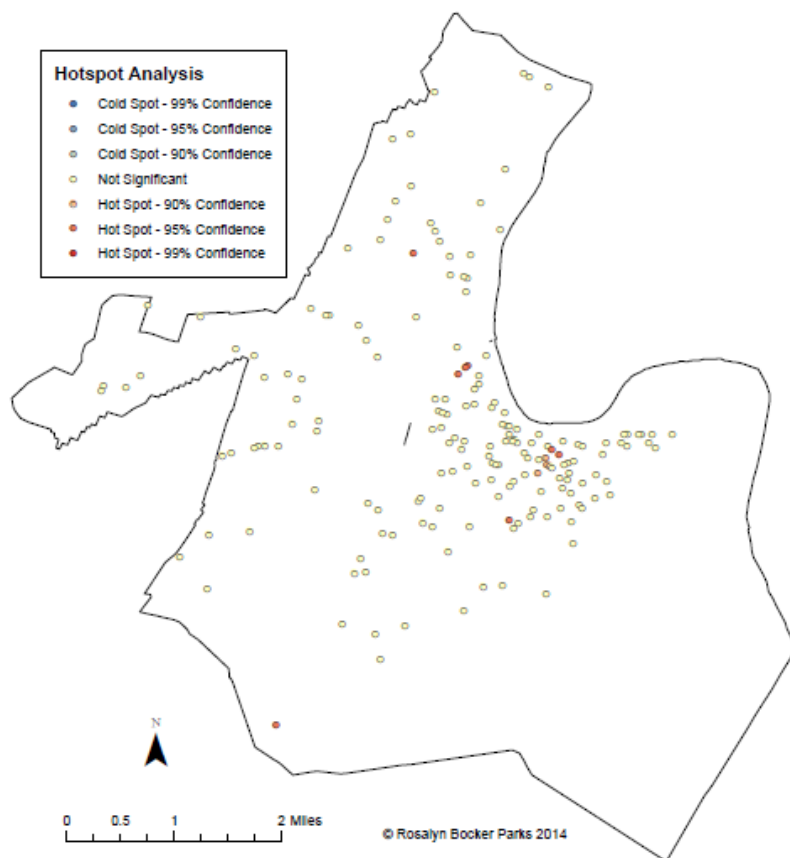 Hotspot Analysis
Cold Spot - 99% Confidence
Cold Spot - 95% Confidence
Cold Spot - 90% Confidence
Not Significant
Hot Spot - 90% Confidence
Hot Spot - 95% Confidence
Hot Spot - 99% Confidence
N
0 0.5 1 2 Miles
© Rosalyn Bocker Parks 2014